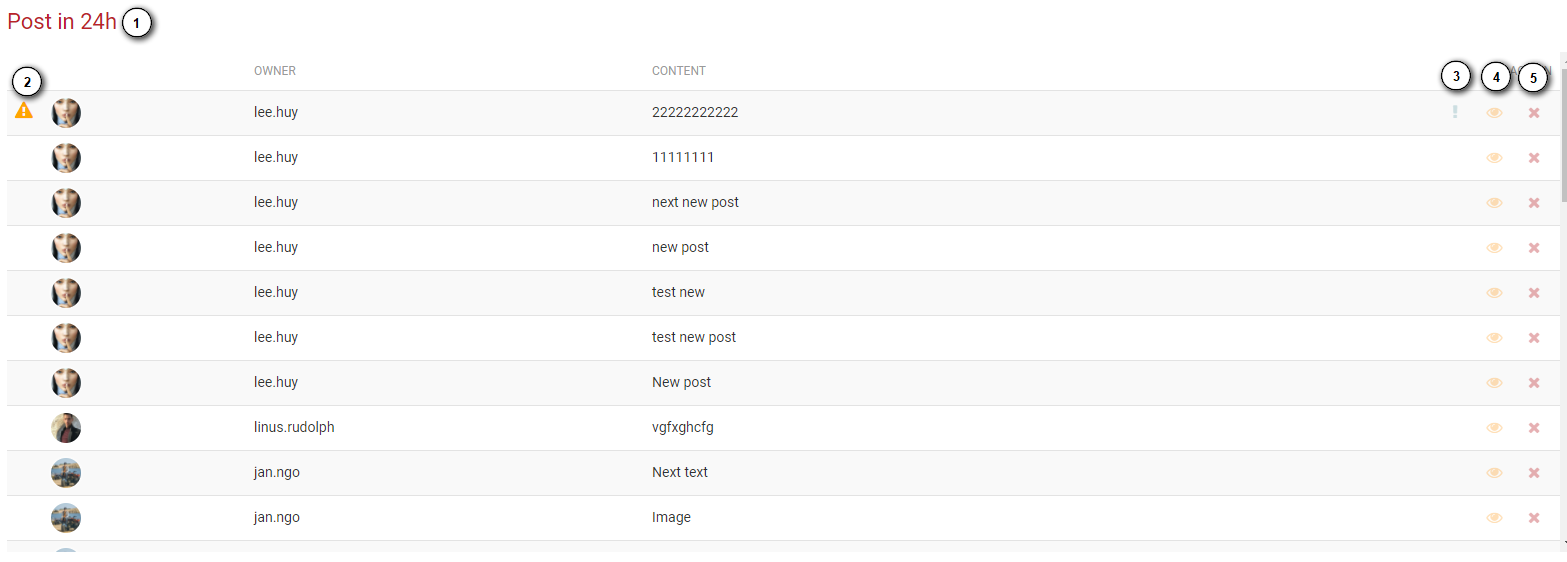 Post in 24h 1
2 OWNER CONTENT 3 4 5
lee.huy 22222222222
lee.huy 11111111
lee.huy next new post
lee.huy new post
lee.huy test new
lee.huy test new post
lee.huy New post
linus.rudolph vgfxghcfg
jan.ngo Next text
jan.ngo Image